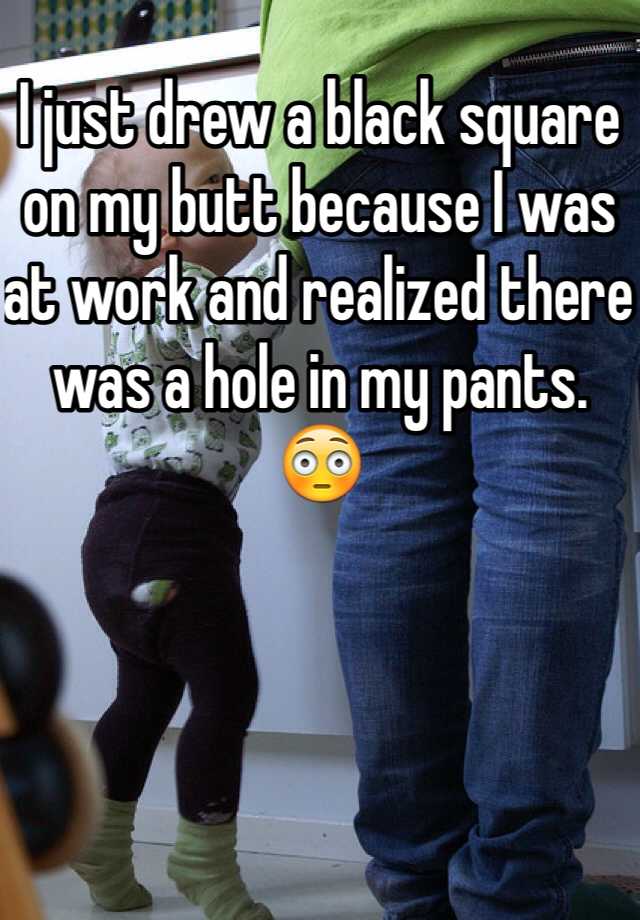 I just drew a black square
on my butt because I was
at work and realized there
was a hole in my pants.
😳